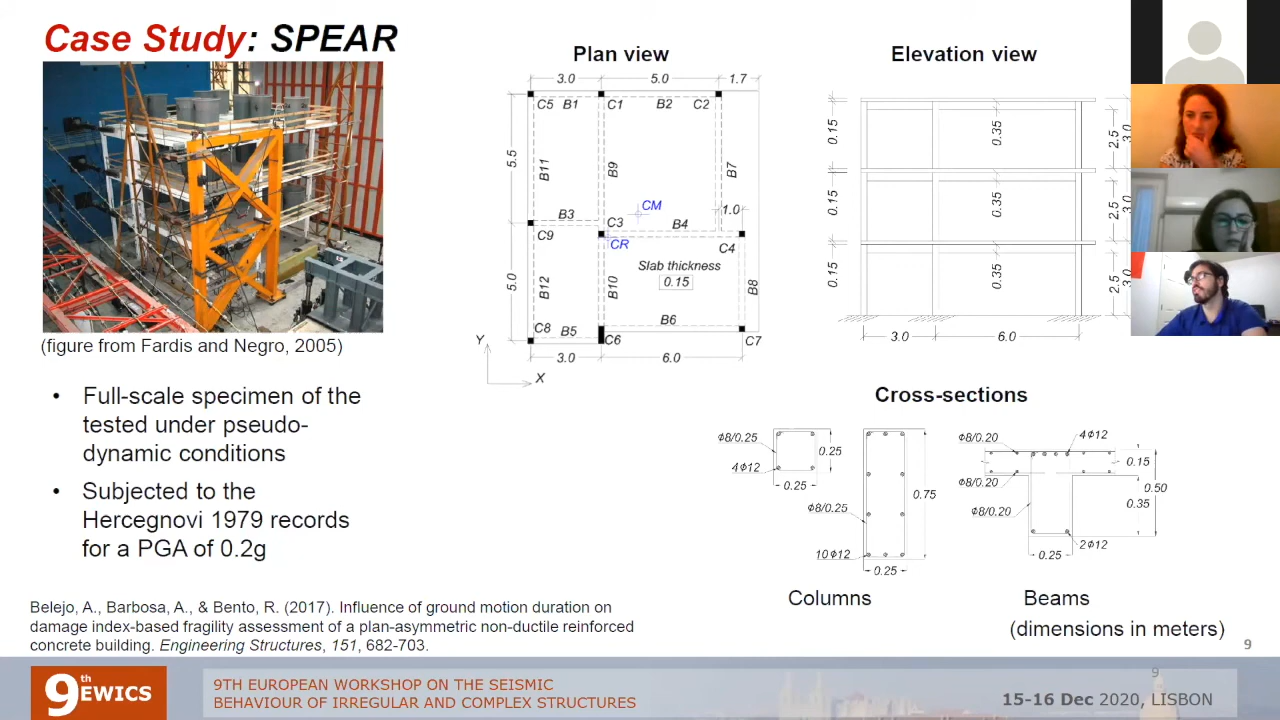 Case Study: SPEAR
Plan view
Elevation view
3.0 5.0 1.7
C5 B1 C1 B2 C2
5.5
B11
B9
B7
CM
1.0
B3
C3
B4
C9
CR
C4
Slab thickness
0.15
5.0
B12
B10
B8
C8 B5
B6
C6
C7
Y
3.0
6.0
X
0.15
0.35
2.5
3.0
0.15
0.35
2.5
3.0
0.15
0.35
2.5
3.0
3.0
6.0
(figure from Fardis and Negro, 2005)
• Full-scale specimen of the
tested under pseudo-
dynamic conditions
• Subjected to the
Hercegnovi 1979 records
for a PGA of 0.2g
Cross-sections
Φ8/0.25
4Φ12
0.25
0.25
Φ8/0.25
10Φ12
0.75
0.25
Φ8/0.20
4Φ12
Φ8/0.20
0.15
0.50
Φ8/0.20
0.35
2Φ12
0.25
Columns
Beams
(dimensions in meters)
Belejo, A., Barbosa, A., & Bento, R. (2017). Influence of ground motion duration on
damage index-based fragility assessment of a plan-asymmetric non-ductile reinforced
concrete building. Engineering Structures, 151, 682-703.
9
9
9th EWICS
9TH EUROPEAN WORKSHOP ON THE SEISMIC
BEHAVIOUR OF IRREGULAR AND COMPLEX STRUCTURES
15-16 Dec 2020, LISBON